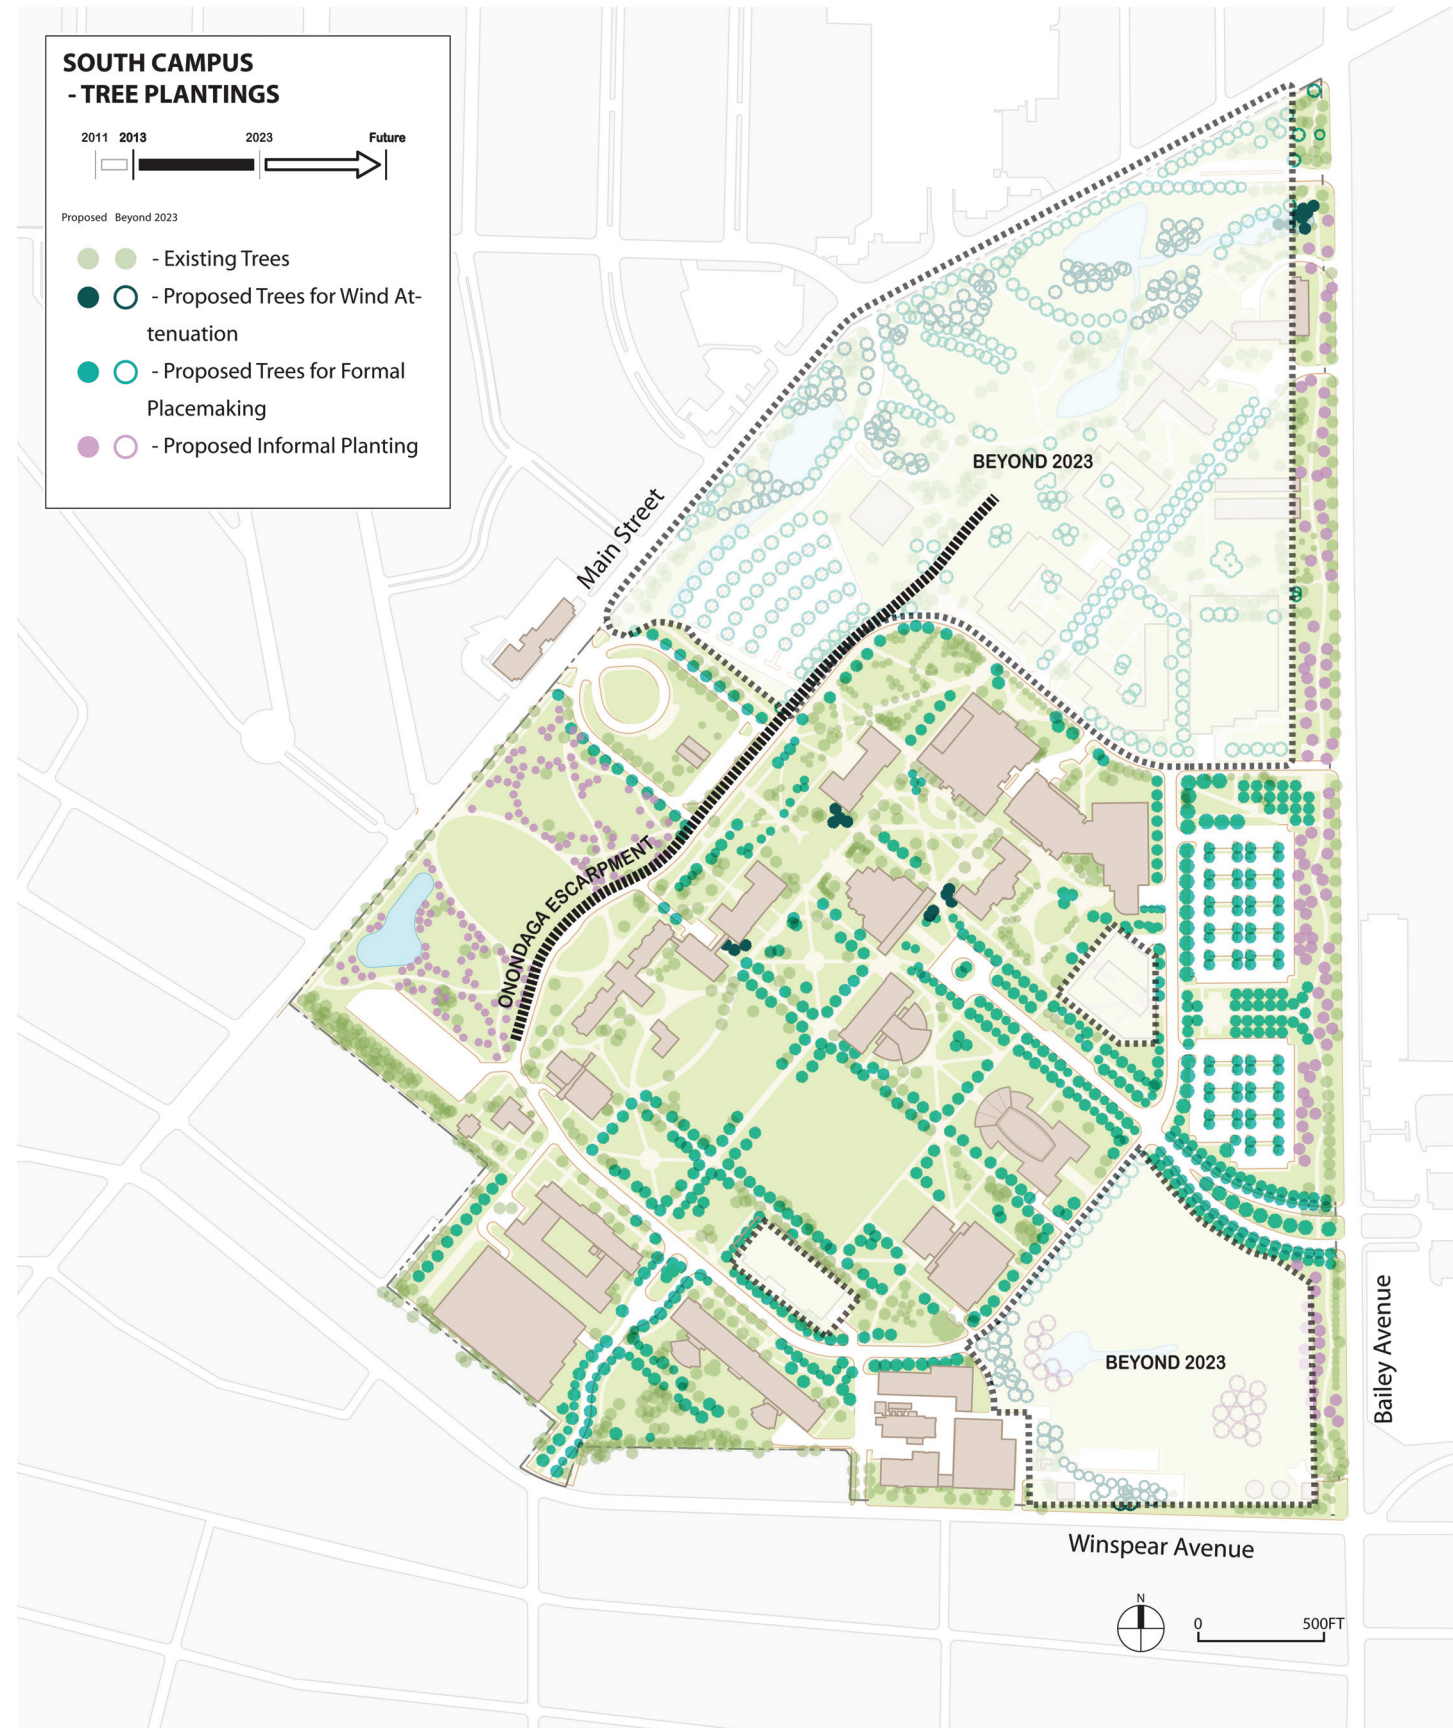 SOUTH CAMPUS
- TREE PLANTINGS
2011 2013 2023 Future
Proposed Beyond 2023
- Existing Trees
- Proposed Trees for Wind At-
tenuation
- Proposed Trees for Formal
Placemaking
- Proposed Informal Planting
Main Street
BEYOND 2023
ONONDAGA ESCARPMENT
BEYOND 2023
Bailey Avenue
Winspear Avenue
N
0 500FT